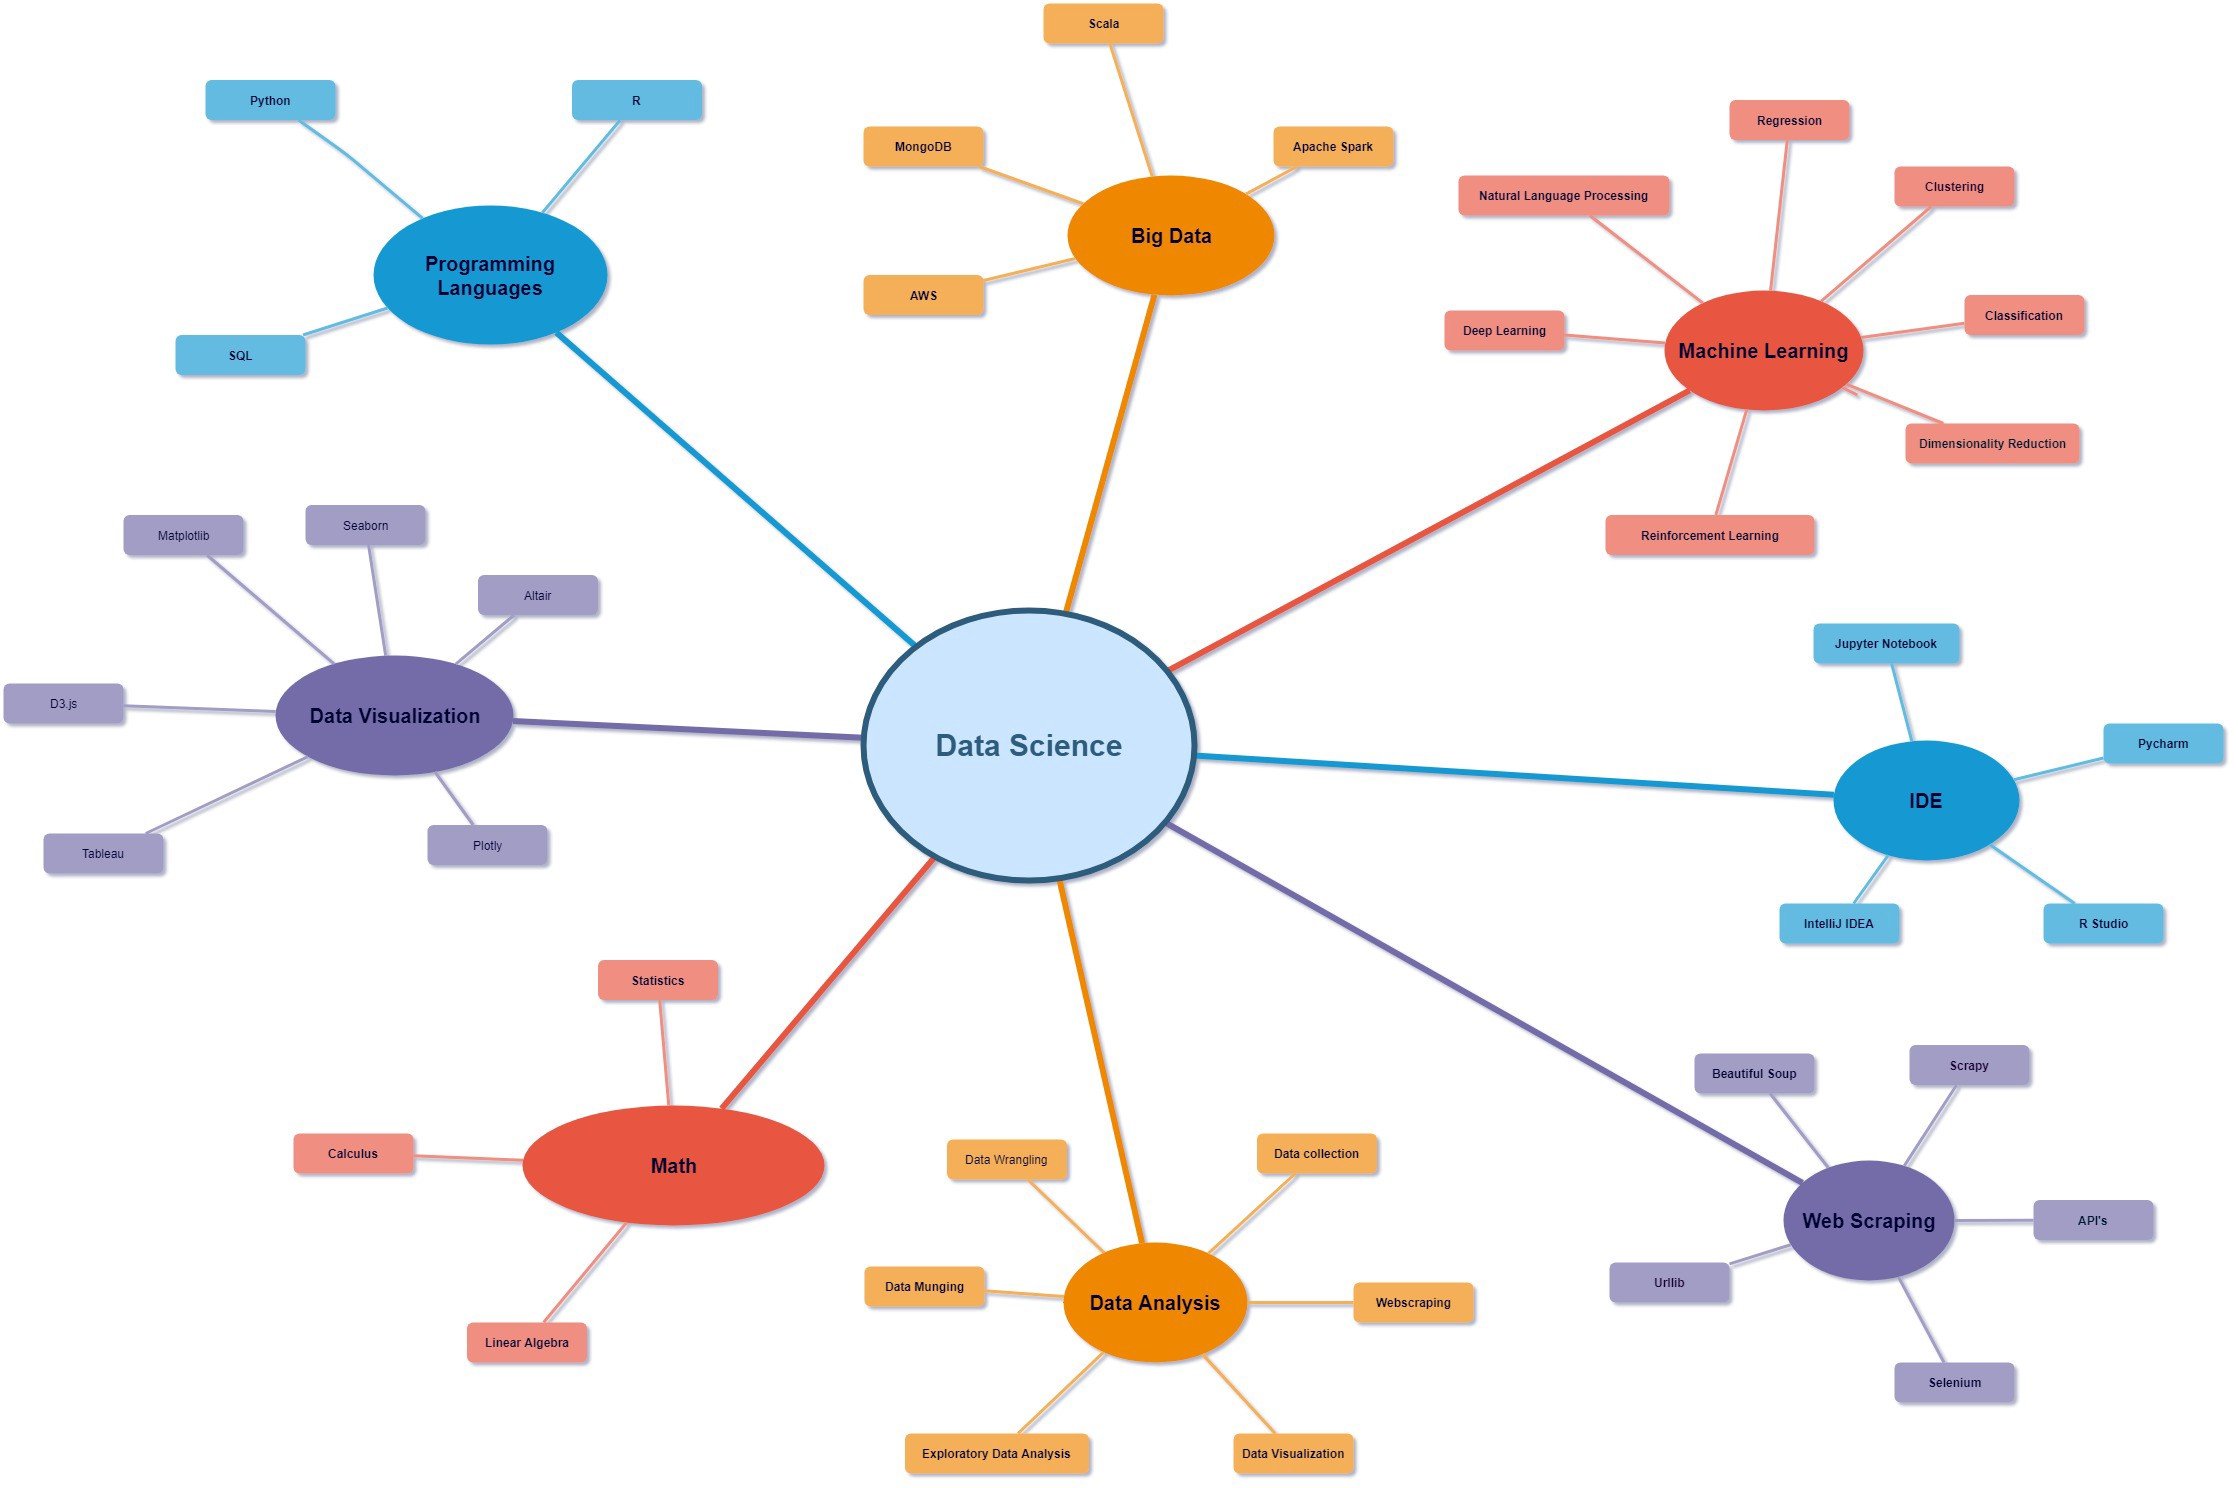 Scala
Python
R
MongoDB
Apache Spark
Regression
Natural Language Processing
Clustering
Big Data
Programming
Languages
AWS
Classification
Deep Learning
Machine Learning
SQL
Dimensionality Reduction
Seaborn
Matplotlib
Reinforcement Learning
Altair
Jupyter Notebook
D3.js
Data Visualization
Data Science
Pycharm
IDE
Plotly
Tableau
IntelliJ IDEA
R Studio
Statistics
Scrapy
Beautiful Soup
Calculus
Data Wrangling
Data collection
Math
Web Scraping
API's
Urllib
Data Munging
Data Analysis
Webscraping
Linear Algebra
Selenium
Exploratory Data Analysis
Data Visualization